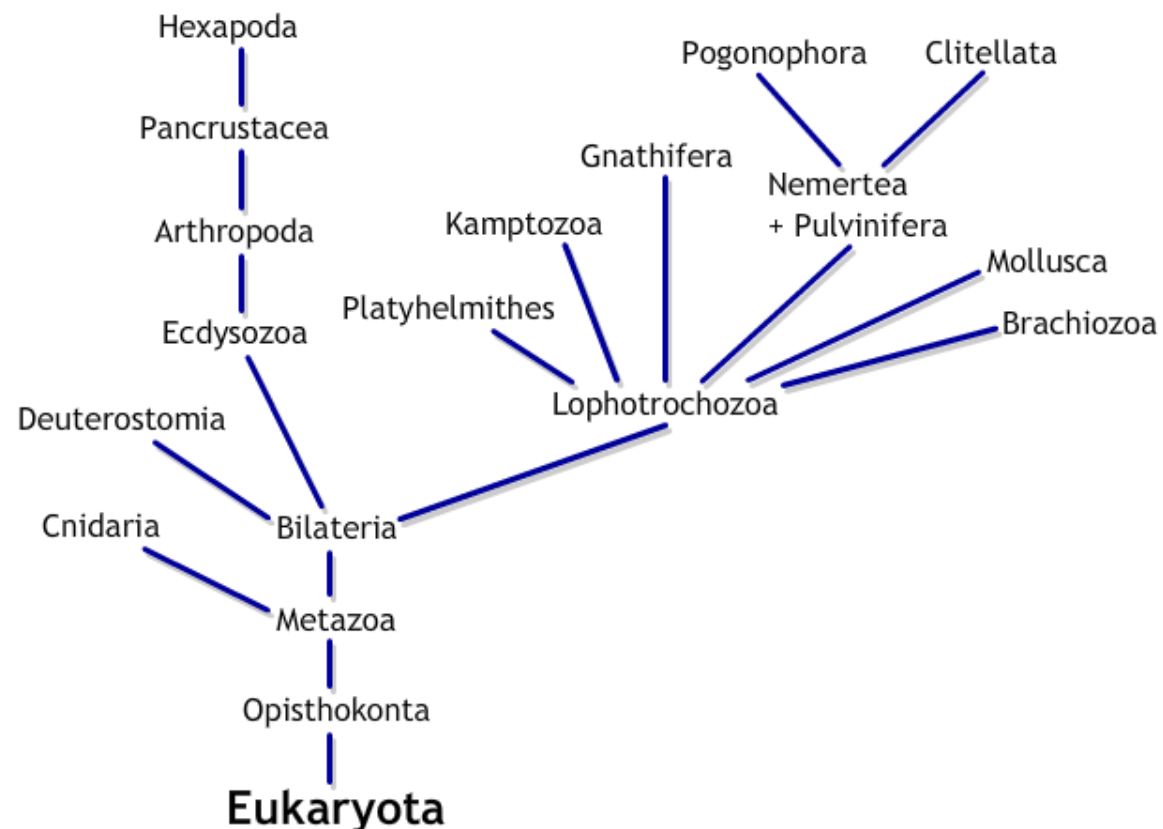 Hexapoda
Pogonophora
Clitellata
Pancrustacea
Gnathifera
Nemertea
+ Pulvinifera
Kamptozoa
Arthropoda
Mollusca
Platyhelmithes
Brachiozoa
Ecdysozoa
Lophotrochozoa
Deuterostomia
Cnidaria
Bilateria
Metazoa
Opisthokonta
Eukaryota